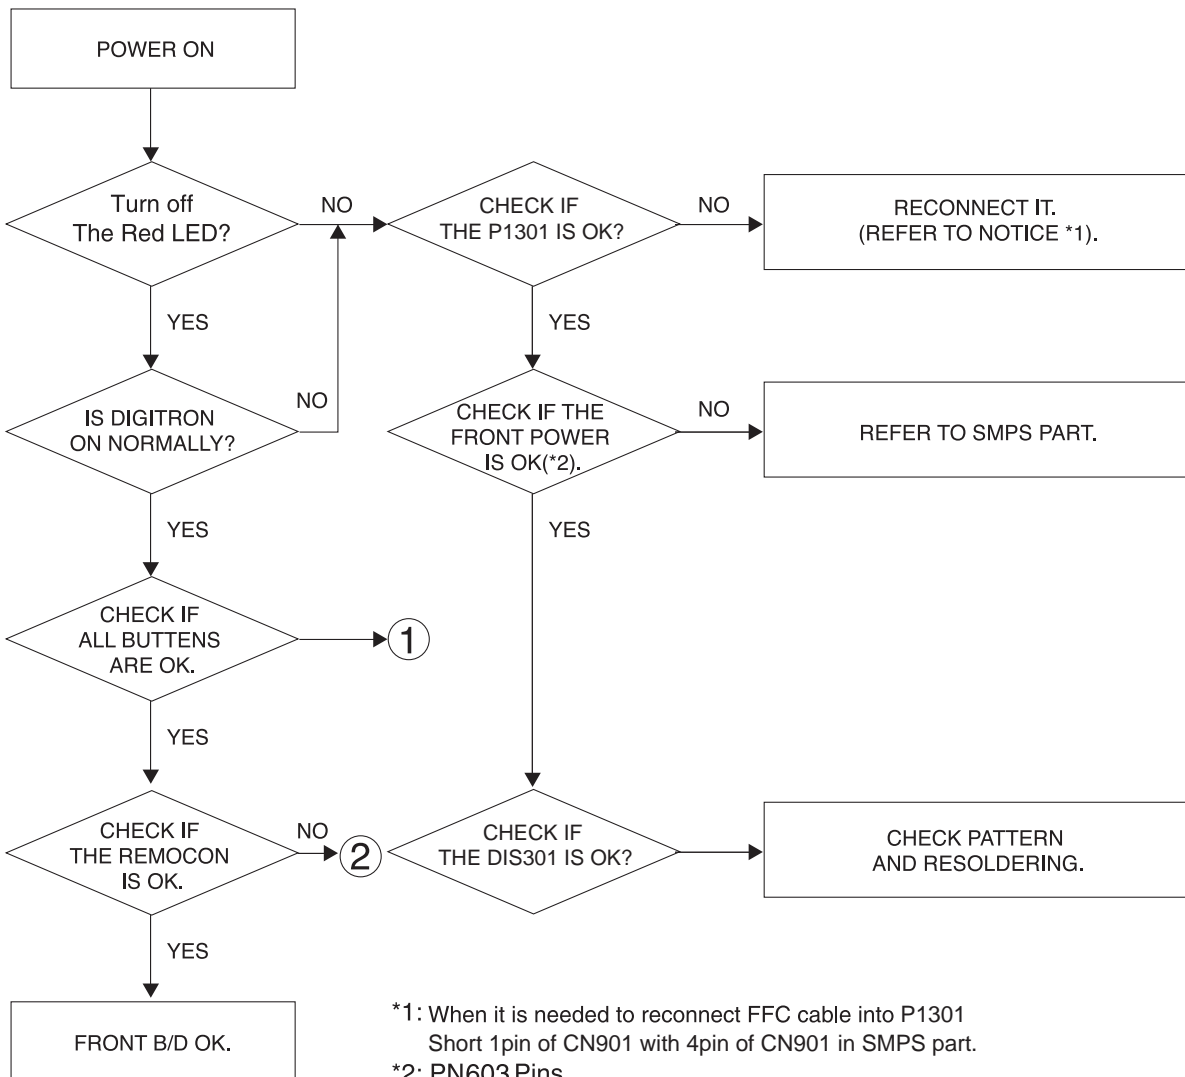 POWER ON
Turn off
The Red LED?
NO
CHECK IF
THE P1301 IS OK?
NO
RECONNECT IT.
(REFER TO NOTICE *1).
YES
YES
IS DIGITRON
ON NORMALLY?
NO
CHECK IF THE
FRONT POWER
IS OK(*2).
NO
REFER TO SMPS PART.
YES
YES
CHECK IF
ALL BUTTENS
ARE OK.
1
YES
CHECK IF
THE REMOCON
IS OK.
NO
2
CHECK IF
THE DIS301 IS OK?
CHECK PATTERN
AND RESOLDERING.
YES
FRONT B/D OK.
*1: When it is needed to reconnect FFC cable into P1301
Short 1pin of CN901 with 4pin of CN901 in SMPS part.
*2: PN603 Pins